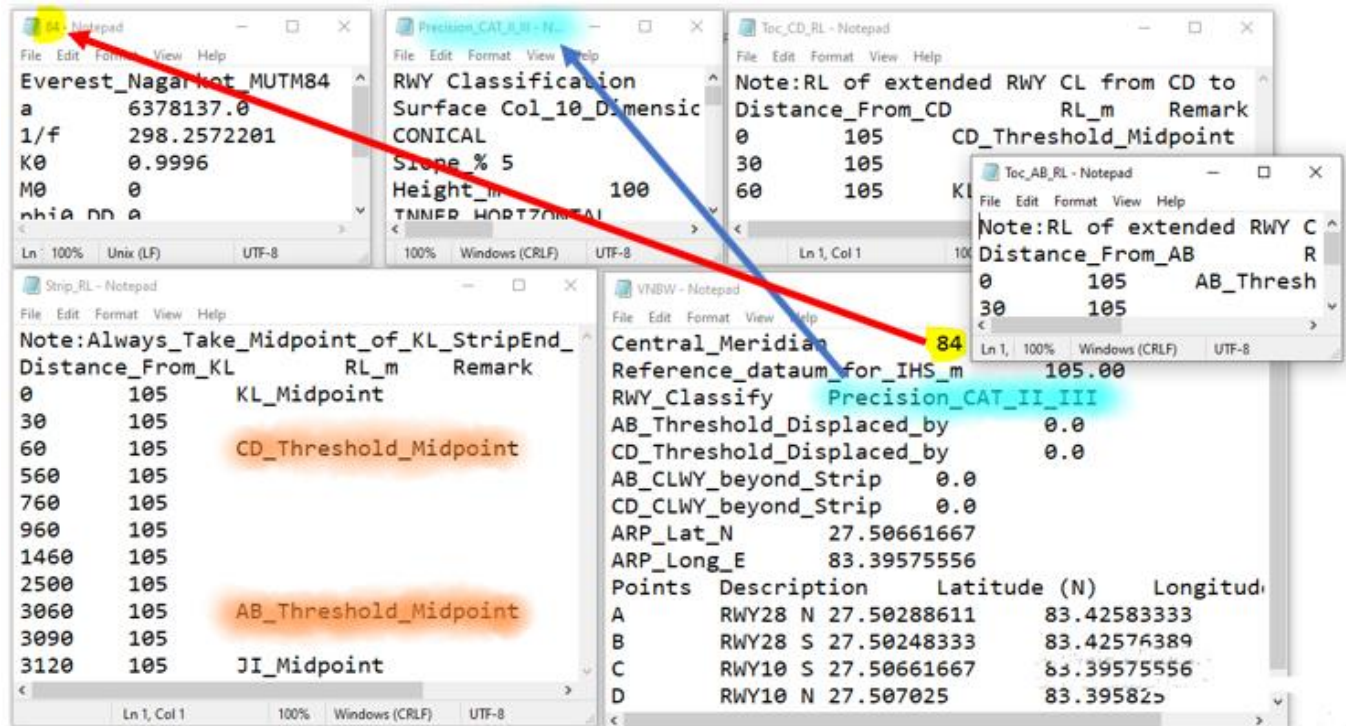 84 - Notepad
File Edit Format View Help
Everest_Nagarkot_MUTM84
a 6378137.0
1/f 298.2572201
K0 0.9996
M0 0
phi0_DD 0
Ln 100% Unix (LF) UTF-8
Precision_CAT_II_III - N...
File Edit Format View Help
RWY Classification
Surface Col_10_Dimensic
CONICAL
Slope_% 5
Height_m 100
INNER HORIZONTAL
100% Windows (CRLF) UTF-8
Toc_CD_RL - Notepad
File Edit Format View Help
Note:RL of extended RWY CL from CD to
Distance_From_CD RL_m Remark
0 105 CD_Threshold_Midpoint
30 105
60 105
Ln 1, Col 1
Toc_AB_RL - Notepad
File Edit Format View Help
Note:RL of extended RWY C
Distance_From_AB R
0 105 AB_Thresh
30 105
Ln 1, 100% Windows (CRLF) UTF-8
Strip_RL - Notepad
File Edit Format View Help
Note:Always_Take_Midpoint_of_KL_StripEnd_
Distance_From_KL RL_m Remark
0 105 KL_Midpoint
30 105
60 105 CD_Threshold_Midpoint
560 105
760 105
960 105
1460 105
2500 105
3060 105 AB_Threshold_Midpoint
3090 105
3120 105 JI_Midpoint
Ln 1, Col 1 100% Windows (CRLF) UTF-8
VNBW - Notepad
File Edit Format View Help
Central_Meridian 84
Reference_dataum_for_IHS_m 105.00
RWY_Classify Precision_CAT_II_III
AB_Threshold_Displaced_by 0.0
CD_Threshold_Displaced_by 0.0
AB_CLWY_beyond_Strip 0.0
CD_CLWY_beyond_Strip 0.0
ARP_Lat_N 27.50661667
ARP_Long_E 83.39575556
Points Description Latitude (N) Longitud
A RWY28 N 27.50288611 83.42583333
B RWY28 S 27.50248333 83.42576389
C RWY10 S 27.50661667 83.39575556
D RWY10 N 27.507025 83.395825